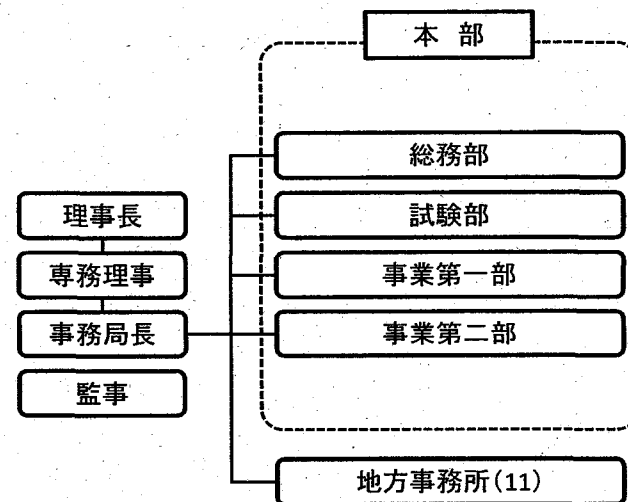 本 部
総務部
試験部
事業第一部
事業第二部
理事長
専務理事
事務局長
監事
地方事務所(11)